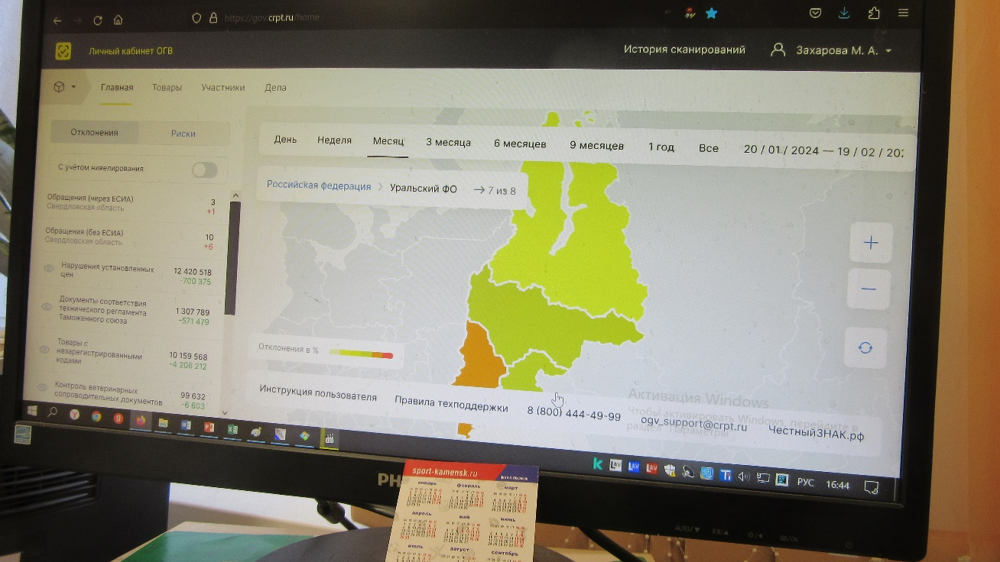 https://gov.crpt.ru/home
Личный кабинет ОГВ
История сканирований
Захарова М. А.
Главная
Товары
Участники
Дела
Отклонения
Риски
День
Неделя
Месяц
3 месяца
6 месяцев
9 месяцев
1 год
Все
20 / 01 / 2024 — 19 / 02 / 202
С учётом нивелирования
Российская федерация
Уральский ФО
7 из 8
Обращения (через ЕСИА)
Свердловская область
3
+1
Обращения (без ЕСИА)
Свердловская область
10
+6
Нарушения установленных
цен
12 420 518
-700 375
Документы соответствия
технического регламента
Таможенного союза
1 307 789
-571 479
Товары с
незарегистрированными
кодами
10 159 568
-4 206 212
Контроль ветеринарных
сопроводительных документов
99 632
-6 603
Отклонения в %
Инструкция пользователя
Правила техподдержки
8 (800) 444-49-99
ogv_support@crpt.ru
ЧестныйЗНАК.рф
Активация Windows
Чтобы активировать Windows, перейдите в
раздел "Параметры".
РУС
16:44
PH
AUTO/
sport-kamensk.ru
январь
февраль
март
апрель
май
июнь
июль
август
сентябрь